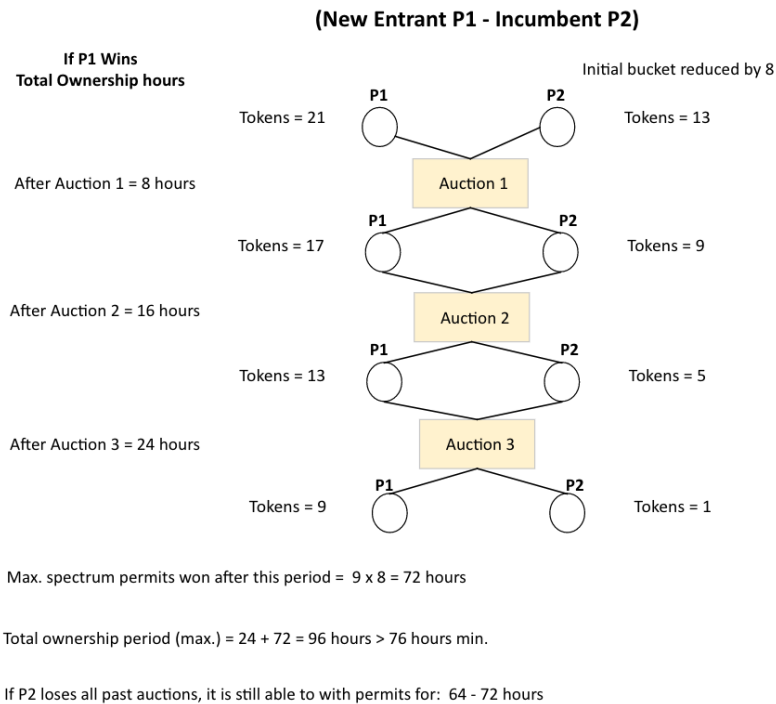 (New Entrant P1 - Incumbent P2)
If P1 Wins
Total Ownership hours
Initial bucket reduced by 8
P1 P2
Tokens = 21 Tokens = 13
After Auction 1 = 8 hours Auction 1
P1 P2
Tokens = 17 Tokens = 9
After Auction 2 = 16 hours Auction 2
P1 P2
Tokens = 13 Tokens = 5
After Auction 3 = 24 hours Auction 3
P1 P2
Tokens = 9 Tokens = 1
Max. spectrum permits won after this period = 9 x 8 = 72 hours
Total ownership period (max.) = 24 + 72 = 96 hours > 76 hours min.
If P2 loses all past auctions, it is still able to with permits for: 64 - 72 hours